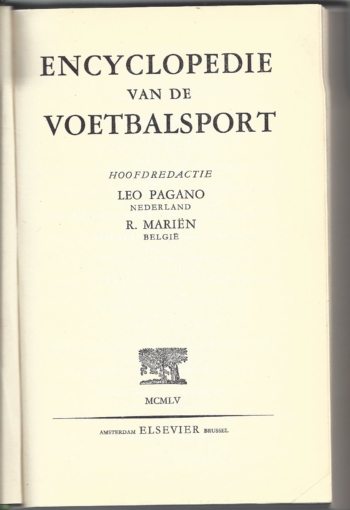 ENCYCLOPEDIE
VAN DE
VOETBALSPORT
HOOFDREDACTIE
LEO PAGANO
NEDERLAND
R. MARIËN
BELGIË
MCMLV
AMSTERDAM ELSEVIER BRUSSEL